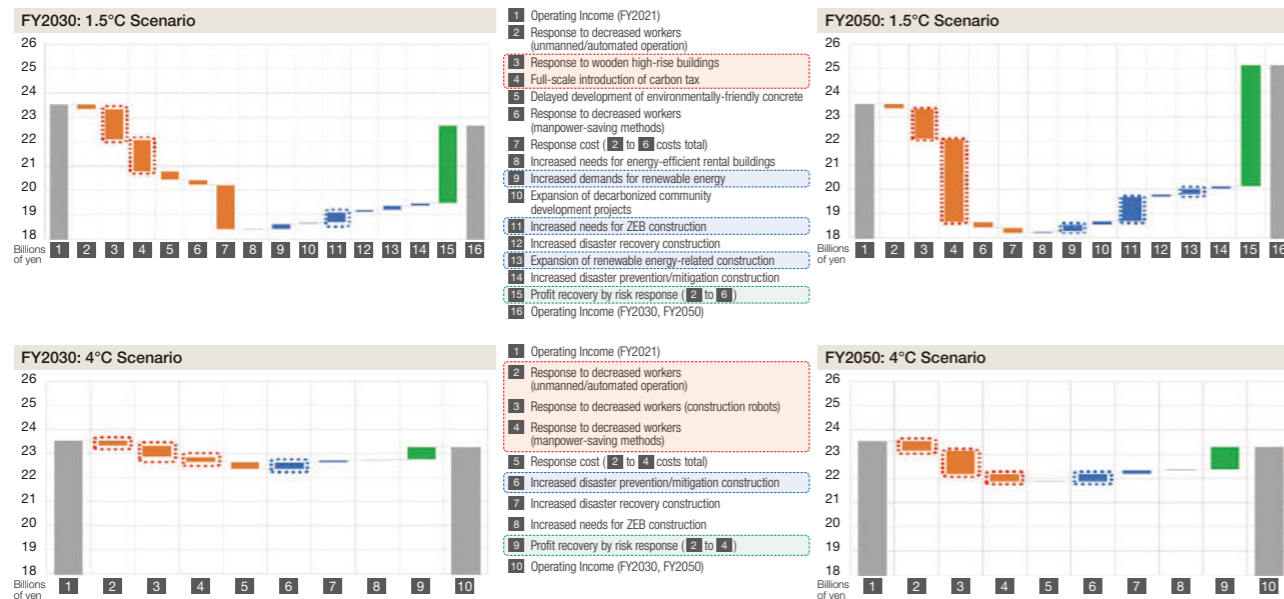 FY2030: 1.5°C Scenario
26
25
24
23
22
21
20
19
18
Billions
of yen
1 2 3 4 5 6 7 8 9 10 11 12 13 14 15 16
1 Operating Income (FY2021)
2 Response to decreased workers
(unmanned/automated operation)
3 Response to wooden high-rise buildings
4 Full-scale introduction of carbon tax
5 Delayed development of environmentally-friendly concrete
6 Response to decreased workers
(manpower-saving methods)
7 Response cost ( 2 to 6 costs total)
8 Increased needs for energy-efficient rental buildings
9 Increased demands for renewable energy
10 Expansion of decarbonized community
development projects
11 Increased needs for ZEB construction
12 Increased disaster recovery construction
13 Expansion of renewable energy-related construction
14 Increased disaster prevention/mitigation construction
15 Profit recovery by risk response ( 2 to 6 )
16 Operating Income (FY2030, FY2050)
FY2050: 1.5°C Scenario
26
25
24
23
22
21
20
19
18
Billions
of yen
1 2 3 4 6 7 8 9 10 11 12 13 14 15 16
FY2030: 4°C Scenario
26
25
24
23
22
21
20
19
18
Billions
of yen
1 2 3 4 5 6 7 8 9 10
1 Operating Income (FY2021)
2 Response to decreased workers
(unmanned/automated operation)
3 Response to decreased workers (construction robots)
4 Response to decreased workers
(manpower-saving methods)
5 Response cost ( 2 to 4 costs total)
6 Increased disaster prevention/mitigation construction
7 Increased disaster recovery construction
8 Increased needs for ZEB construction
9 Profit recovery by risk response ( 2 to 4 )
10 Operating Income (FY2030, FY2050)
FY2050: 4°C Scenario
26
25
24
23
22
21
20
19
18
Billions
of yen
1 2 3 4 5 6 7 8 9 10